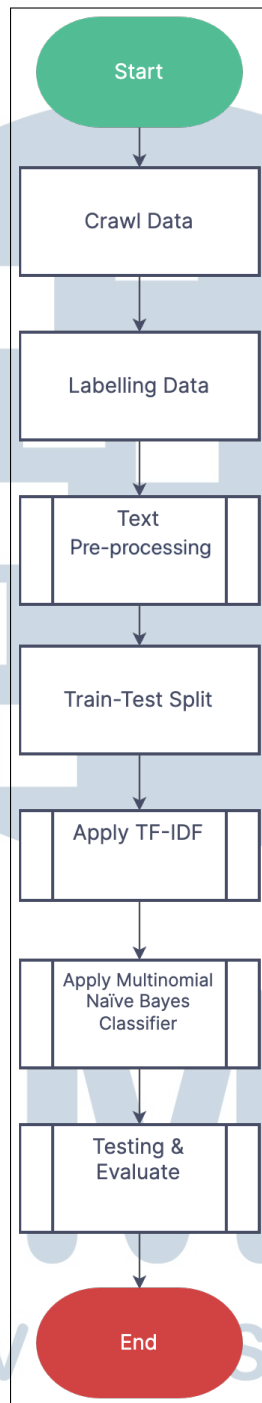 Start
Crawl Data
Labelling Data
Text
Pre-processing
Train-Test Split
Apply TF-IDF
Apply Multinomial
Naïve Bayes
Classifier
Testing &
Evaluate
End